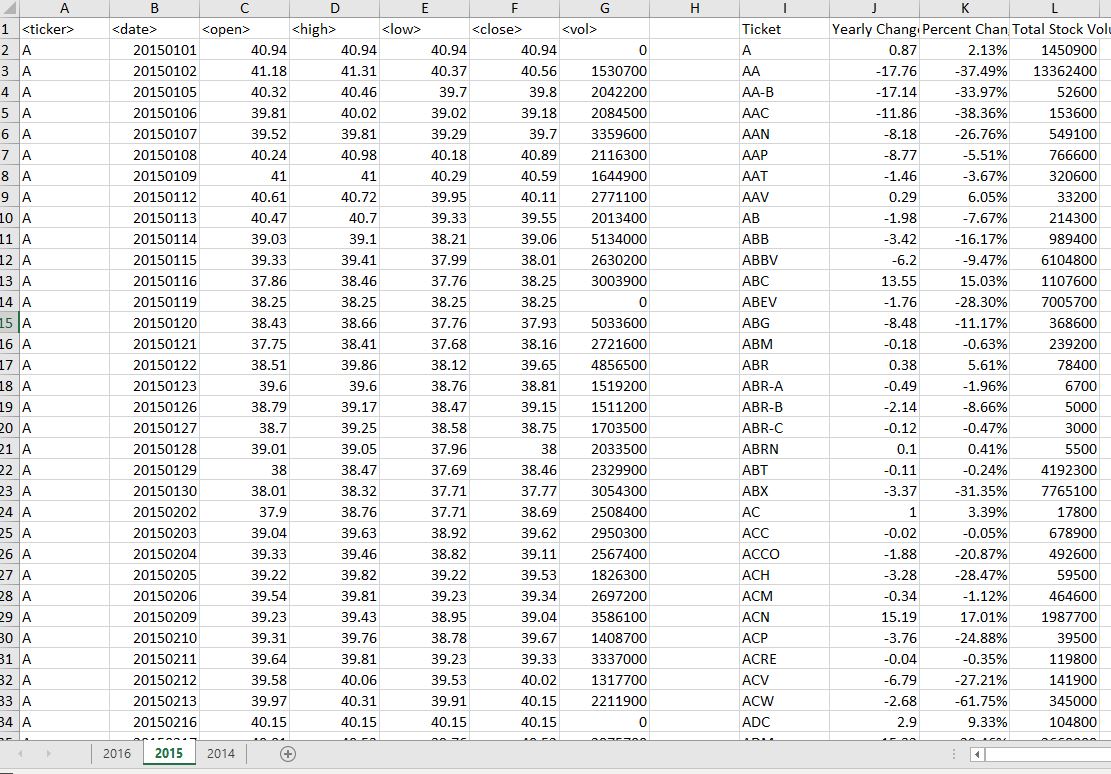 A B C D E F G H I J K L
1 <ticker> <date> <open> <high> <low> <close> <vol> Ticket Yearly Chang Percent Chan Total Stock Vol
2 A 20150101 40.94 40.94 40.94 40.94 0 A 0.87 2.13% 1450900
3 A 20150102 41.18 41.31 40.37 40.56 1530700 AA -17.76 -37.49% 13362400
4 A 20150105 40.32 40.46 39.7 39.8 2042200 AA-B -17.14 -33.97% 52600
5 A 20150106 39.81 40.02 39.02 39.18 2084500 AAC -11.86 -38.36% 153600
6 A 20150107 39.52 39.81 39.29 39.7 3359600 AAN -8.18 -26.76% 549100
7 A 20150108 40.24 40.98 40.18 40.89 2116300 AAP -8.77 -5.51% 766600
8 A 20150109 41 41 40.29 40.59 1644900 AAT -1.46 -3.67% 320600
9 A 20150112 40.61 40.72 39.95 40.11 2771100 AAV 0.29 6.05% 33200
10 A 20150113 40.47 40.7 39.33 39.55 2013400 AB -1.98 -7.67% 214300
11 A 20150114 39.03 39.1 38.21 39.06 5134000 ABB -3.42 -16.17% 989400
12 A 20150115 39.33 39.41 37.99 38.01 2630200 ABBV -6.2 -9.47% 6104800
13 A 20150116 37.86 38.46 37.76 38.25 3003900 ABC 13.55 15.03% 1107600
14 A 20150119 38.25 38.25 38.25 38.25 0 ABEV -1.76 -28.30% 7005700
15 A 20150120 38.43 38.66 37.76 37.93 5033600 ABG -8.48 -11.17% 368600
16 A 20150121 37.75 38.41 37.68 38.16 2721600 ABM -0.18 -0.63% 239200
17 A 20150122 38.51 39.86 38.12 39.65 4856500 ABR 0.38 5.61% 78400
18 A 20150123 39.6 39.6 38.76 38.81 1519200 ABR-A -0.49 -1.96% 6700
19 A 20150126 38.79 39.17 38.47 39.15 1511200 ABR-B -2.14 -8.66% 5000
20 A 20150127 38.7 39.25 38.58 38.75 1703500 ABR-C -0.12 -0.47% 3000
21 A 20150128 39.01 39.05 37.96 38 2033500 ABRN 0.1 0.41% 5500
22 A 20150129 38 38.47 37.69 38.46 2329900 ABT -0.11 -0.24% 4192300
23 A 20150130 38.01 38.32 37.71 37.77 3054300 ABX -3.37 -31.35% 7765100
24 A 20150202 37.9 38.76 37.71 38.69 2508400 AC 1 3.39% 17800
25 A 20150203 39.04 39.63 38.92 39.62 2950300 ACC -0.02 -0.05% 678900
26 A 20150204 39.33 39.46 38.82 39.11 2567400 ACCO -1.88 -20.87% 492600
27 A 20150205 39.22 39.82 39.22 39.53 1826300 ACH -3.28 -28.47% 59500
28 A 20150206 39.54 39.81 39.23 39.34 2697200 ACM -0.34 -1.12% 464600
29 A 20150209 39.23 39.43 38.95 39.04 3586100 ACN 15.19 17.01% 1987700
30 A 20150210 39.31 39.76 38.78 39.67 1408700 ACP -3.76 -24.88% 39500
31 A 20150211 39.64 39.81 39.23 39.33 3337000 ACRE -0.04 -0.35% 119800
32 A 20150212 39.58 40.06 39.53 40.02 1317700 ACV -6.79 -27.21% 141900
33 A 20150213 39.97 40.31 39.91 40.15 2211900 ACW -2.68 -61.75% 345000
34 A 20150216 40.15 40.15 40.15 40.15 0 ADC 2.9 9.33% 104800
2016 2015 2014